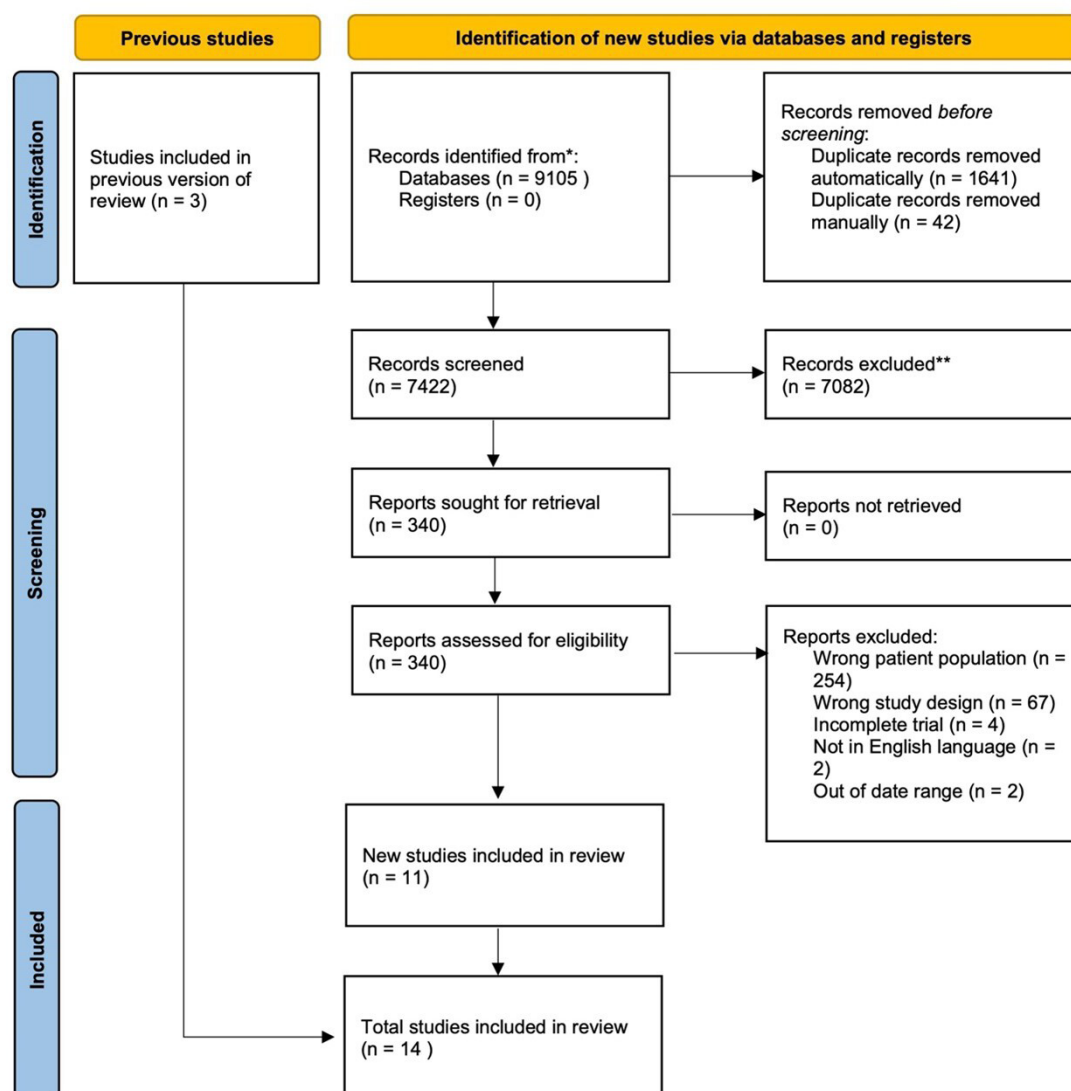 Previous studies
Identification of new studies via databases and registers
Identification
Studies included in
previous version of
review (n = 3)
Records identified from*:
Databases (n = 9105 )
Registers (n = 0)
Records removed before
screening:
Duplicate records removed
automatically (n = 1641)
Duplicate records removed
manually (n = 42)
Screening
Records screened
(n = 7422)
Records excluded**
(n = 7082)
Reports sought for retrieval
(n = 340)
Reports not retrieved
(n = 0)
Reports assessed for eligibility
(n = 340)
Reports excluded:
Wrong patient population (n =
254)
Wrong study design (n = 67)
Incomplete trial (n = 4)
Not in English language (n =
2)
Out of date range (n = 2)
Included
New studies included in review
(n = 11)
Total studies included in review
(n = 14 )